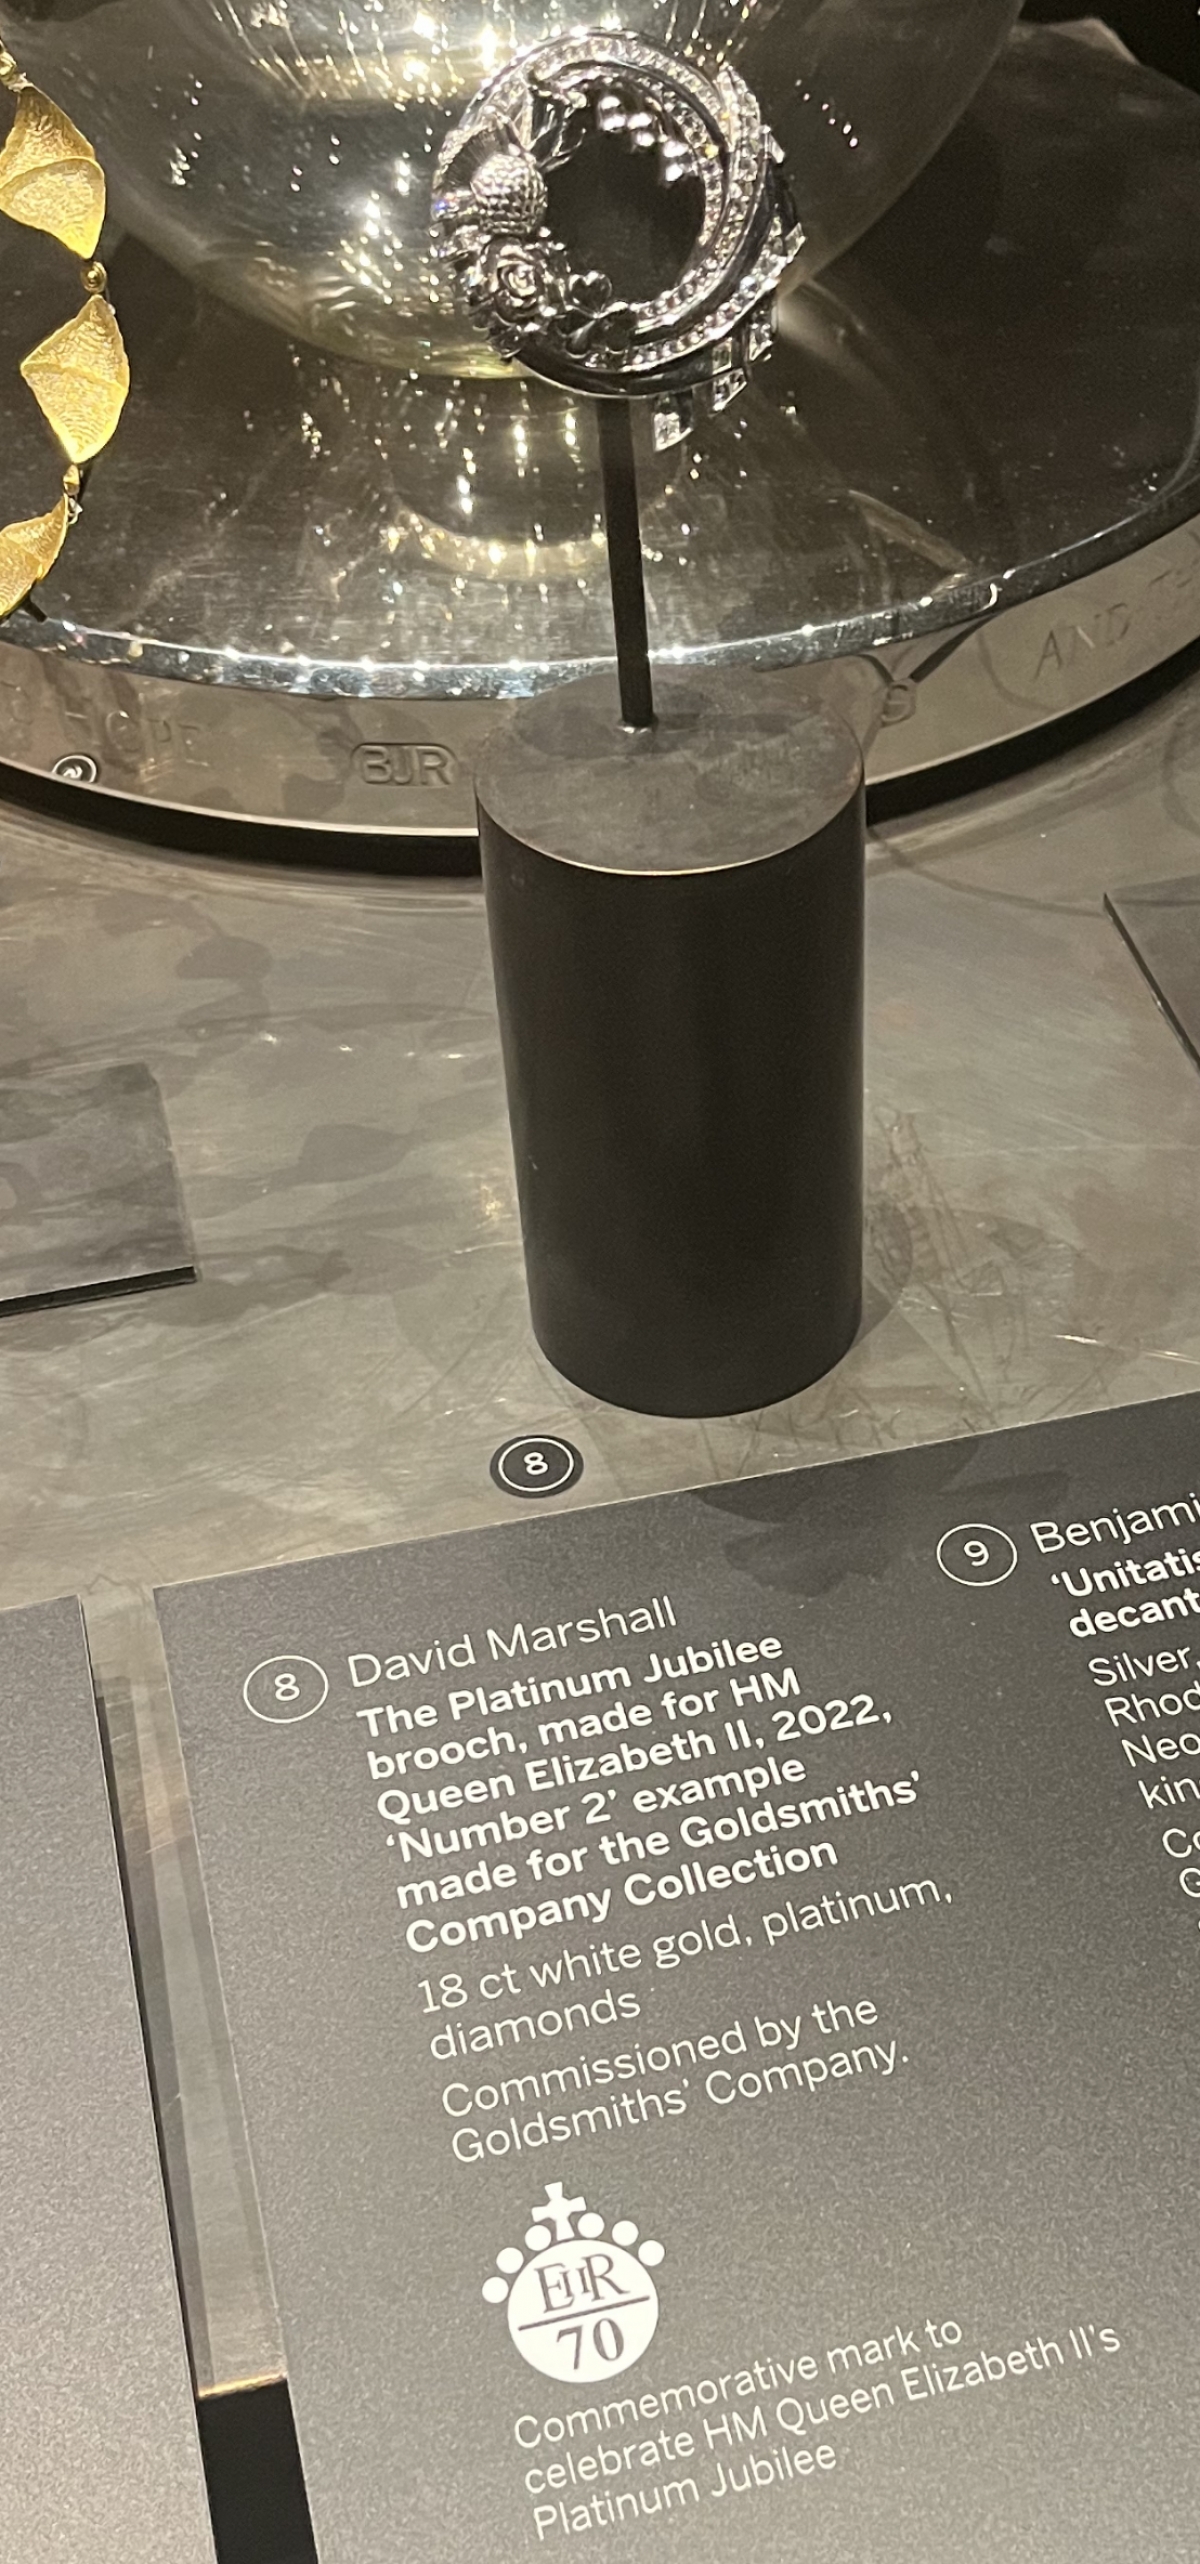 HOPE
BJR
AND
8
8 David Marshall
The Platinum Jubilee
brooch, made for HM
Queen Elizabeth II, 2022,
‘Number 2’ example
made for the Goldsmiths’
Company Collection
18 ct white gold, platinum,
diamonds
Commissioned by the
Goldsmiths’ Company.
EIIR
70
Commemorative mark to
celebrate HM Queen Elizabeth II’s
Platinum Jubilee
9 Benjami
‘Unitatis
decant
Silver,
Rhod
Neo
kin